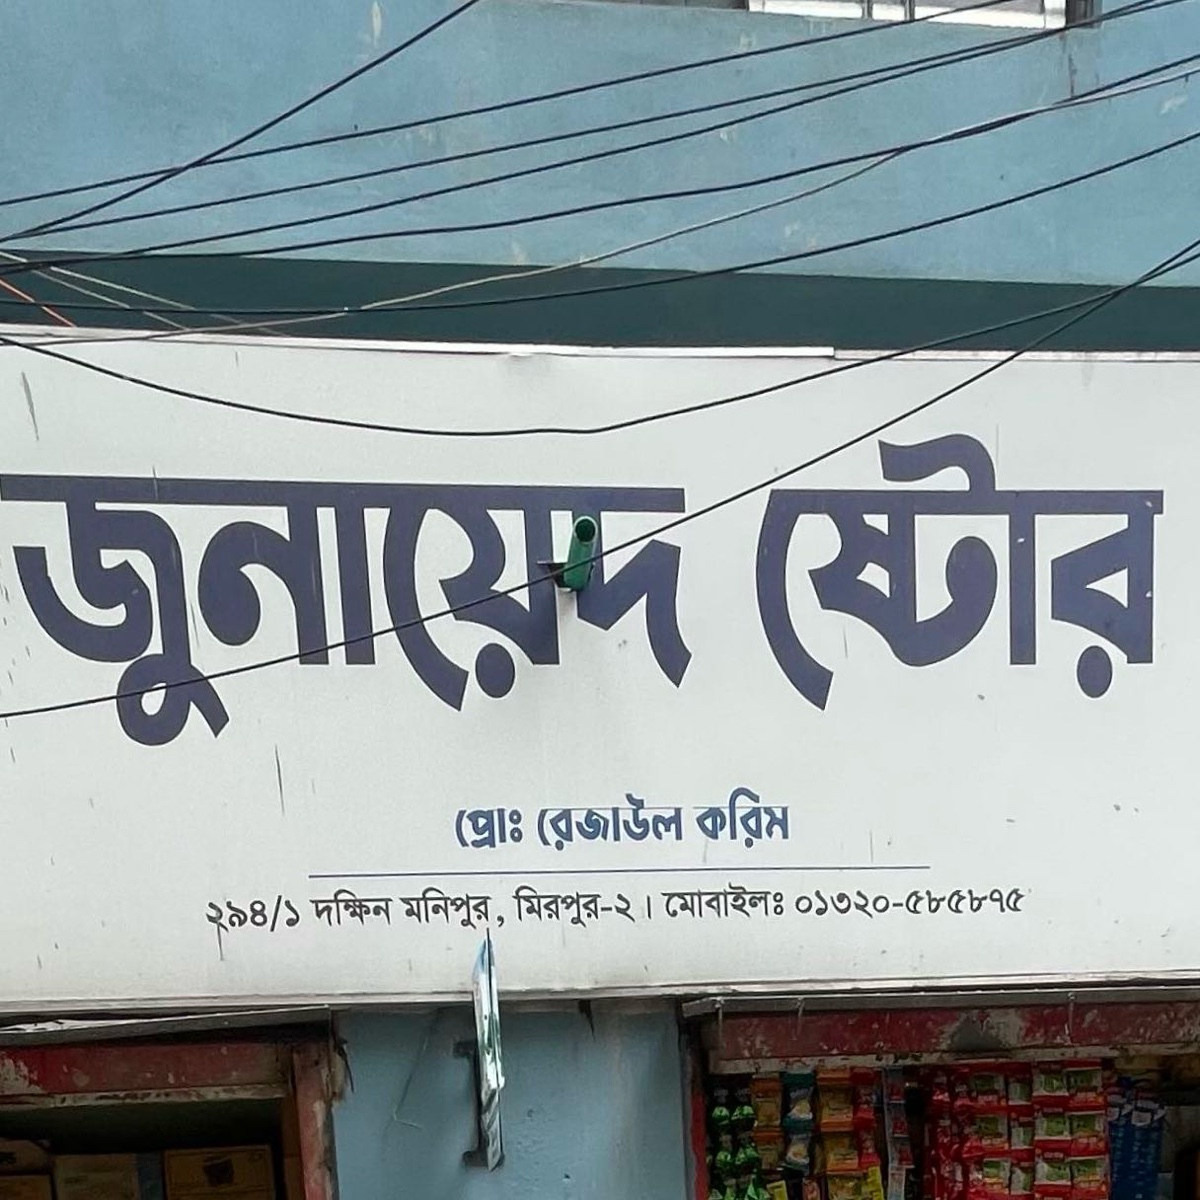 জুনায়েদ ষ্টোর
প্রোঃ রেজাউল করিম
২৯৪/১ দক্ষিন মনিপুর, মিরপুর-২। মোবাইলঃ ০১৩২০-৫৮৫৮৭৫